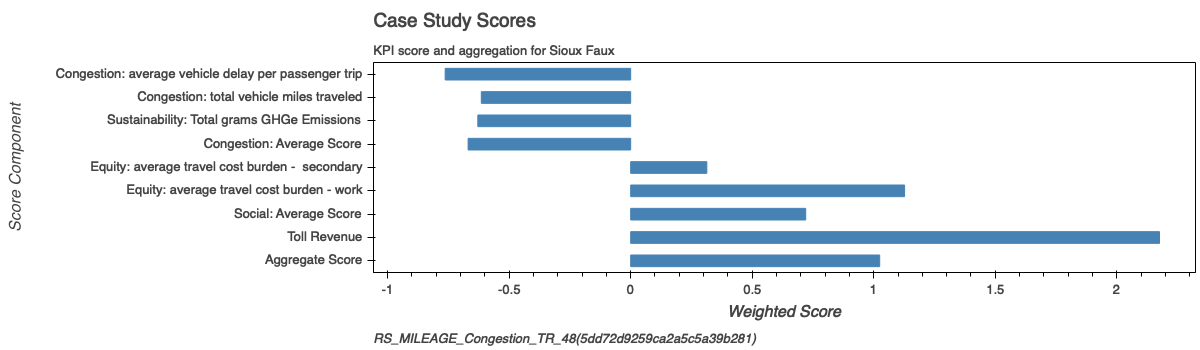 Case Study Scores
KPI score and aggregation for Sioux Faux
Score Component
Congestion: average vehicle delay per passenger trip
Congestion: total vehicle miles traveled
Sustainability: Total grams GHGe Emissions
Congestion: Average Score
Equity: average travel cost burden -  secondary
Equity: average travel cost burden - work
Social: Average Score
Toll Revenue
Aggregate Score
-1 -0.5 0 0.5 1 1.5 2
Weighted Score
RS_MILEAGE_Congestion_TR_48(5dd72d9259ca2a5c5a39b281)